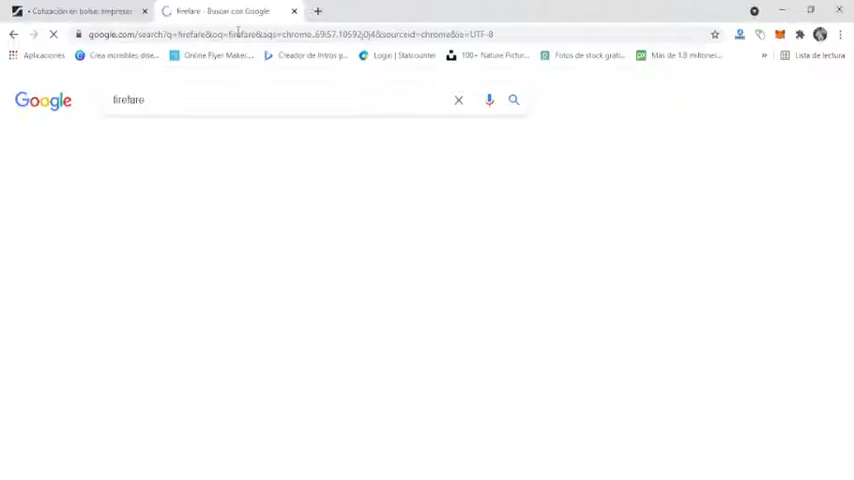 • Cotización en bolsas empresas
firefare - Buscar con Google
google.com/search?q=firefare&oq=firefare&aqs=chrome..69i57.10592j0j4&sourceid=chrome&ie=UTF-8
Aplicaciones
Crea increíbles dise...
Online Flyer Maker...
Creador de Intros p...
Login | Statcounter
100+ Nature Pictur...
Fotos de stock grati...
Más de 1.8 millones...
»
Lista de lectura
Google
firefare